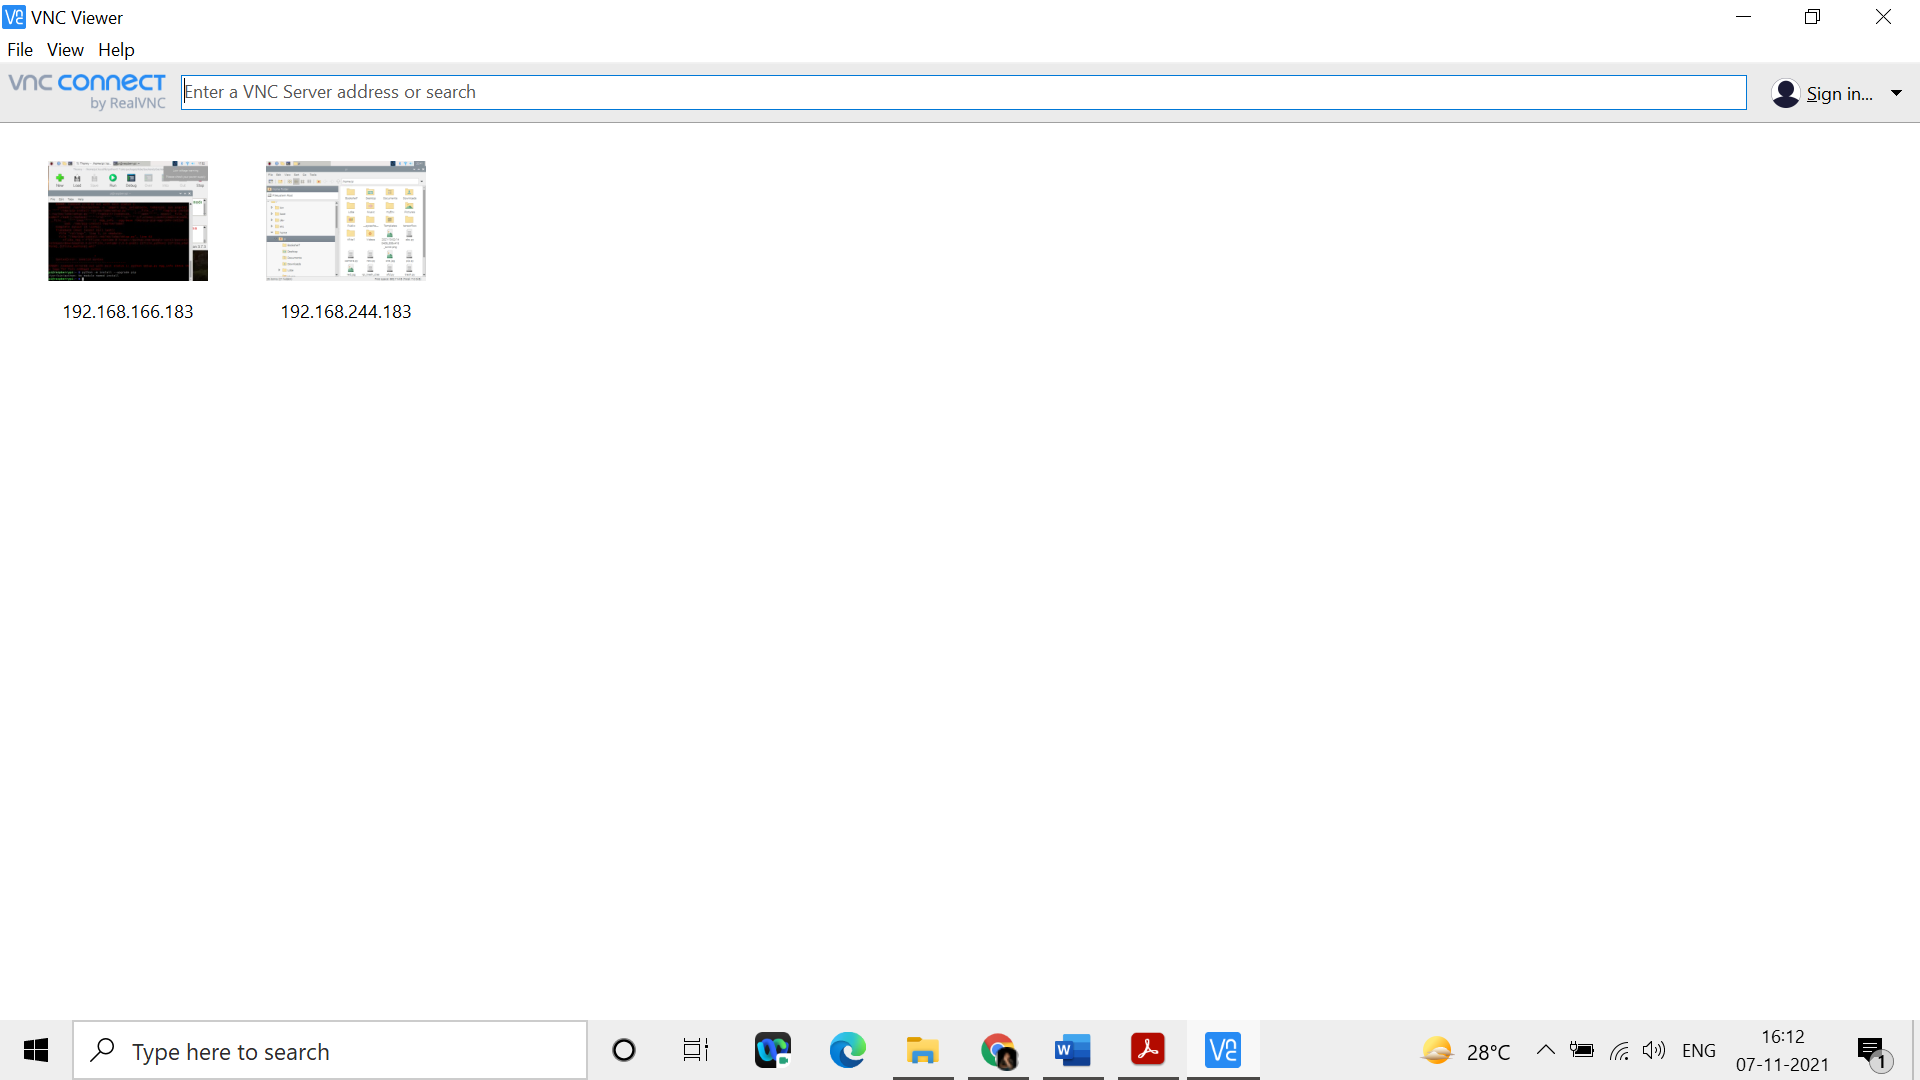 VNC Viewer
File View Help
vnc connect
by RealVNC
Enter a VNC Server address or search
Sign in...
192.168.166.183
192.168.244.183
Type here to search
28°C
ENG
16:12
07-11-2021
1